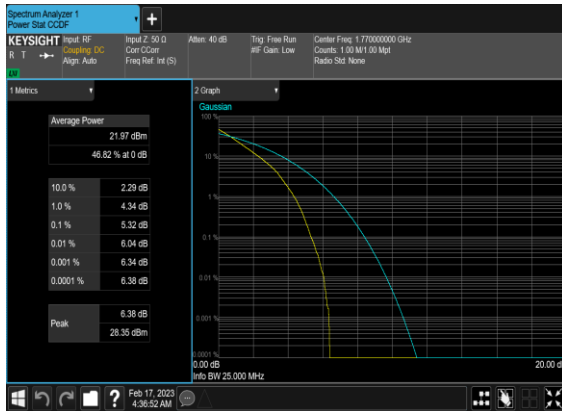 Spectrum Analyzer 1
Power Stat CCDF
KEYSIGHT
R T
LXI
Input: RF
Coupling: DC
Align: Auto
Input Z: 50 Ω
Corr CCorr
Freq Ref: Int (S)
Atten: 40 dB
Trig: Free Run
#IF Gain: Low
Center Freq: 1.770000000 GHz
Counts: 1.00 M/1.00 Mpt
Radio Std: None
1 Metrics
Average Power
21.97 dBm
46.82 % at 0 dB
10.0 % 2.29 dB
1.0 % 4.34 dB
0.1 % 5.32 dB
0.01 % 6.04 dB
0.001 % 6.34 dB
0.0001 % 6.38 dB
Peak
6.38 dB
28.35 dBm
2 Graph
Gaussian
100 %
10 %
1 %
0.1 %
0.01 %
0.001 %
0.0001 %
0.00 dB
20.00 d
Info BW 25.000 MHz
?
Feb 17, 2023
4:36:52 AM